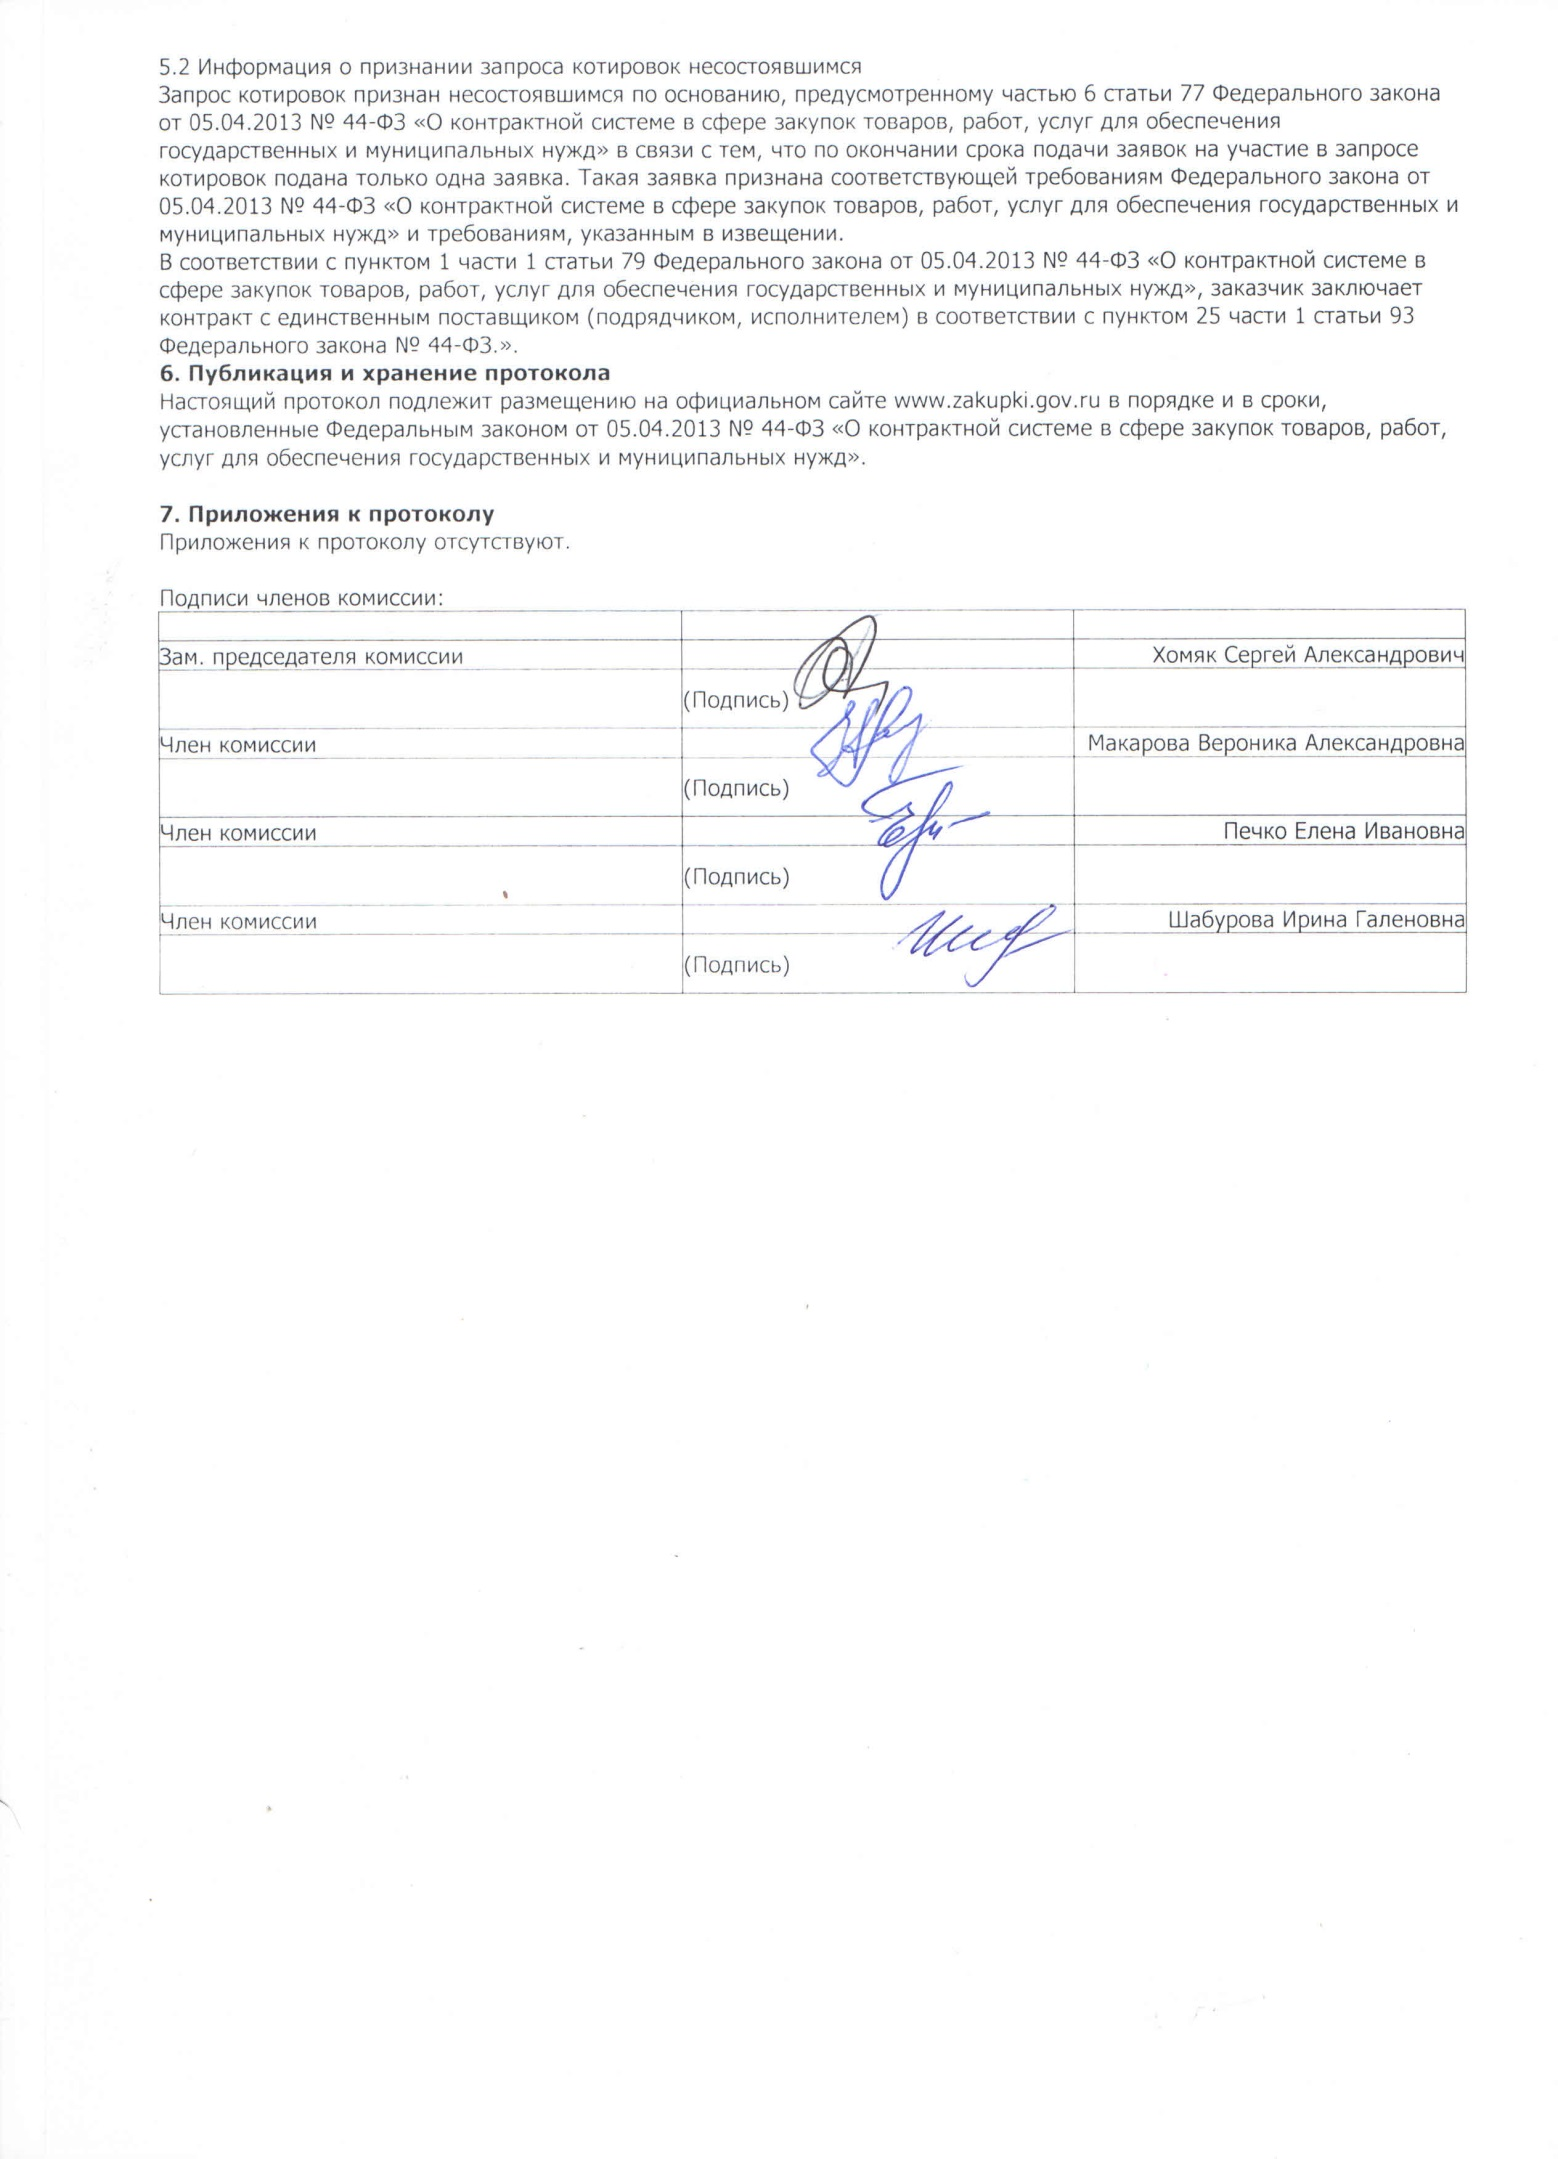 5.2 Информация о признании запроса котировок несостоявшимся
Запрос котировок признан несостоявшимся по основанию, предусмотренному частью 6 статьи 77 Федерального закона
от 05.04.2013 № 44-ФЗ «О контрактной системе в сфере закупок товаров, работ, услуг для обеспечения
государственных и муниципальных нужд» в связи с тем, что по окончании срока подачи заявок на участие в запросе
котировок подана только одна заявка. Такая заявка признана соответствующей требованиям Федерального закона от
05.04.2013 № 44-ФЗ «О контрактной системе в сфере закупок товаров, работ, услуг для обеспечения государственных и
муниципальных нужд» и требованиям, указанным в извещении.
В соответствии с пунктом 1 части 1 статьи 79 Федерального закона от 05.04.2013 № 44-ФЗ «О контрактной системе в
сфере закупок товаров, работ, услуг для обеспечения государственных и муниципальных нужд», заказчик заключает
контракт с единственным поставщиком (подрядчиком, исполнителем) в соответствии с пунктом 25 части 1 статьи 93
Федерального закона № 44-ФЗ.».
6. Публикация и хранение протокола
Настоящий протокол подлежит размещению на официальном сайте www.zakupki.gov.ru в порядке и в сроки,
установленные Федеральным законом от 05.04.2013 № 44-ФЗ «О контрактной системе в сфере закупок товаров, работ,
услуг для обеспечения государственных и муниципальных нужд».
7. Приложения к протоколу
Приложения к протоколу отсутствуют.
Подписи членов комиссии:
Зам. председателя комиссии Хомяк Сергей Александрович
(Подпись)
Член комиссии Макарова Вероника Александровна
(Подпись)
Член комиссии Печко Елена Ивановна
(Подпись)
Член комиссии Шабурова Ирина Галеновна
(Подпись)